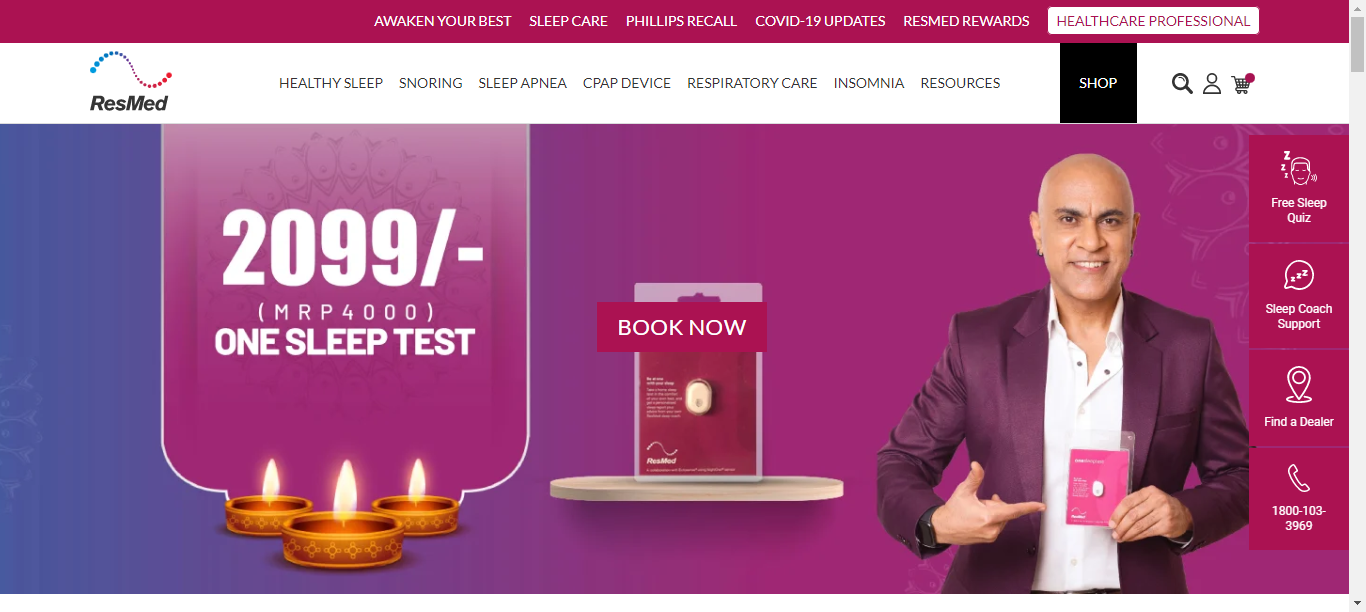 AWAKEN YOUR BEST SLEEP CARE PHILLIPS RECALL COVID-19 UPDATES RESMED REWARDS HEALTHCARE PROFESSIONAL
ResMed
HEALTHY SLEEP SNORING SLEEP APNEA CPAP DEVICE RESPIRATORY CARE INSOMNIA RESOURCES SHOP
2099/-
(MRP4000)
ONE SLEEP TEST
BOOK NOW
ResMed
z z z
Free Sleep
Quiz
z z z
Sleep Coach
Support
Find a Dealer
1800-103-
3969